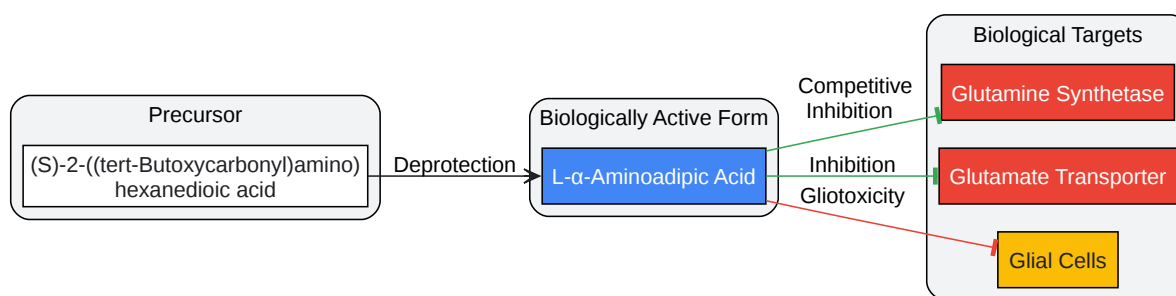 Precursor
(S)-2-((tert-Butoxycarbonyl)amino)
hexanedioic acid
Deprotection
Biologically Active Form
L-α-Aminoadipic Acid
Competitive
Inhibition
Inhibition
Gliotoxicity
Biological Targets
Glutamine Synthetase
Glutamate Transporter
Glial Cells